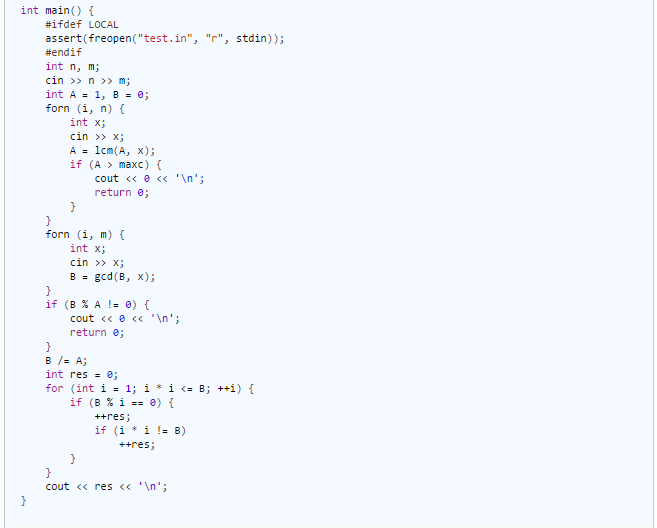 int main() {
    #ifdef LOCAL
    assert(freopen("test.in", "r", stdin));
    #endif
    int n, m;
    cin >> n >> m;
    int A = 1, B = 0;
    forn (i, n) {
        int x;
        cin >> x;
        A = lcm(A, x);
        if (A > maxc) {
            cout << 0 << '\n';
            return 0;
        }
    }
    forn (i, m) {
        int x;
        cin >> x;
        B = gcd(B, x);
    }
    if (B % A != 0) {
        cout << 0 << '\n';
        return 0;
    }
    B /= A;
    int res = 0;
    for (int i = 1; i * i <= B; ++i) {
        if (B % i == 0) {
            ++res;
            if (i * i != B)
                ++res;
        }
    }
    cout << res << '\n';
}